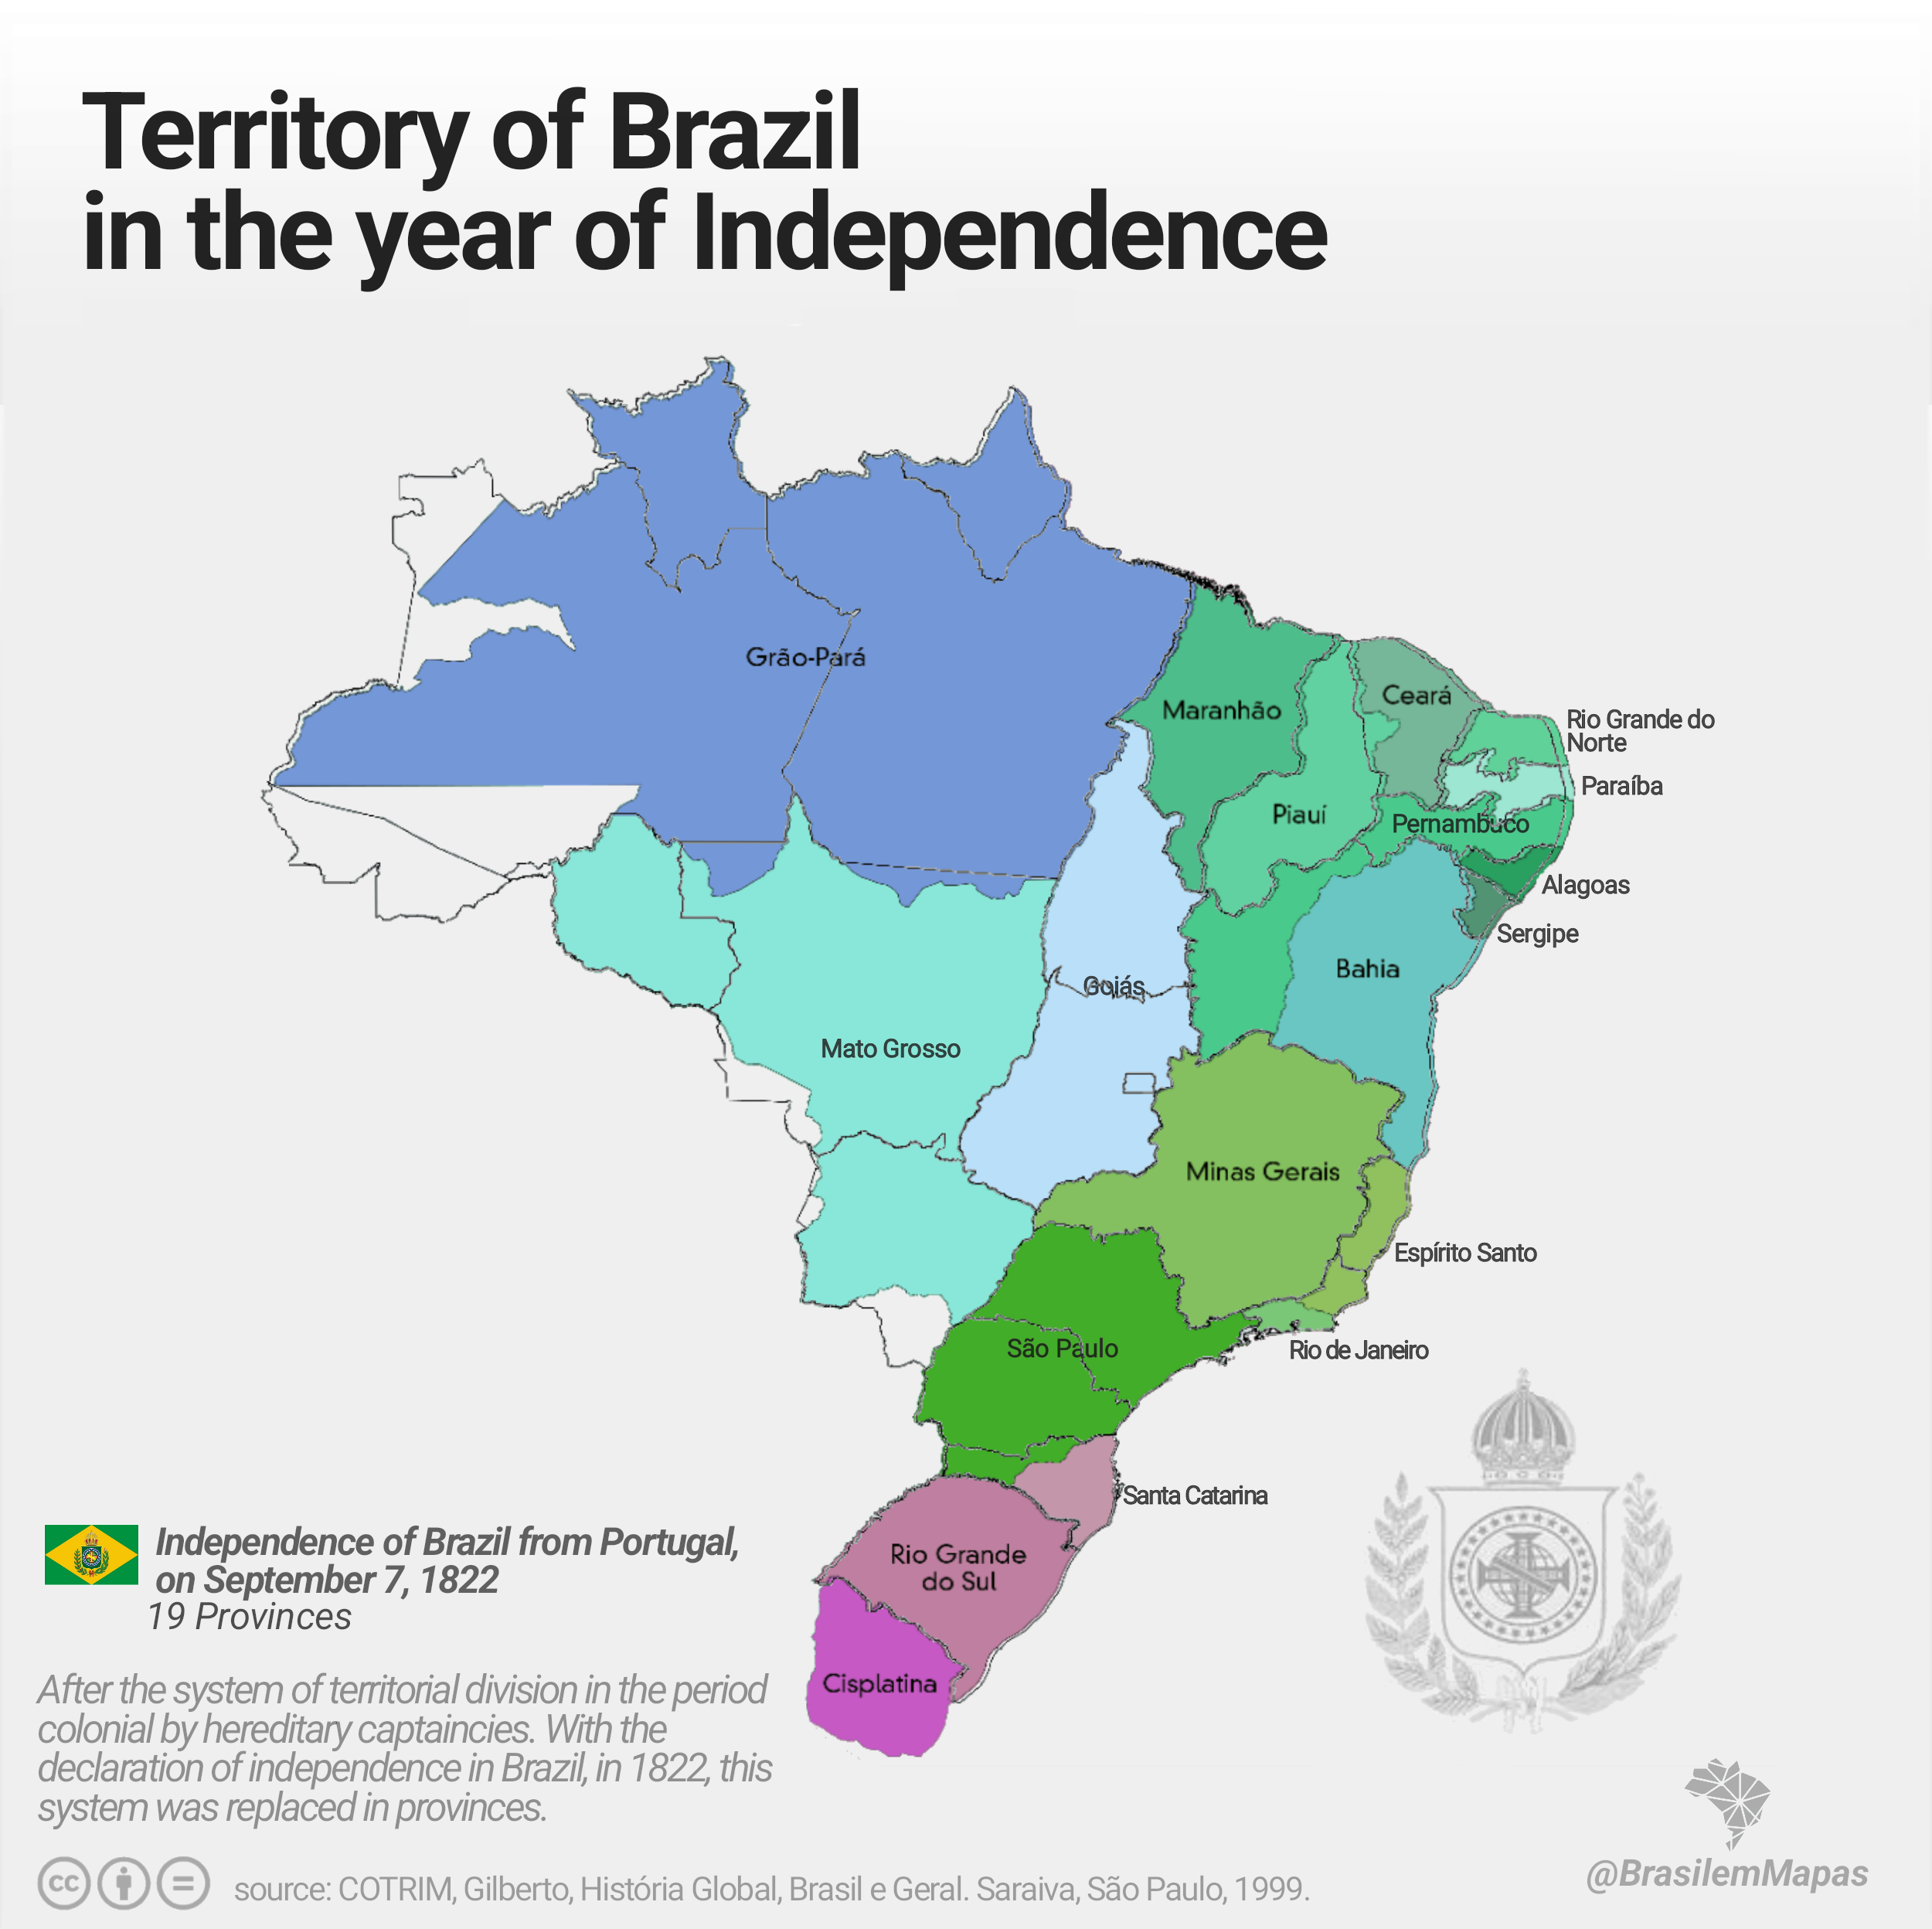 Territory of Brazil
in the year of Independence
Grão-Pará
Maranhão
Ceará
Rio Grande do
Norte
Paraíba
Piauí
Pernambuco
Alagoas
Sergipe
Bahia
Goiás
Mato Grosso
Minas Gerais
Espírito Santo
São Paulo
Rio de Janeiro
Santa Catarina
Rio Grande
do Sul
Cisplatina
Independence of Brazil from Portugal,
on September 7, 1822
19 Provinces
After the system of territorial division in the period
colonial by hereditary captaincies. With the
declaration of independence in Brazil, in 1822, this
system was replaced in provinces.
cc
source: COTRIM, Gilberto, História Global, Brasil e Geral. Saraiva, São Paulo, 1999.
@BrasilemMapas